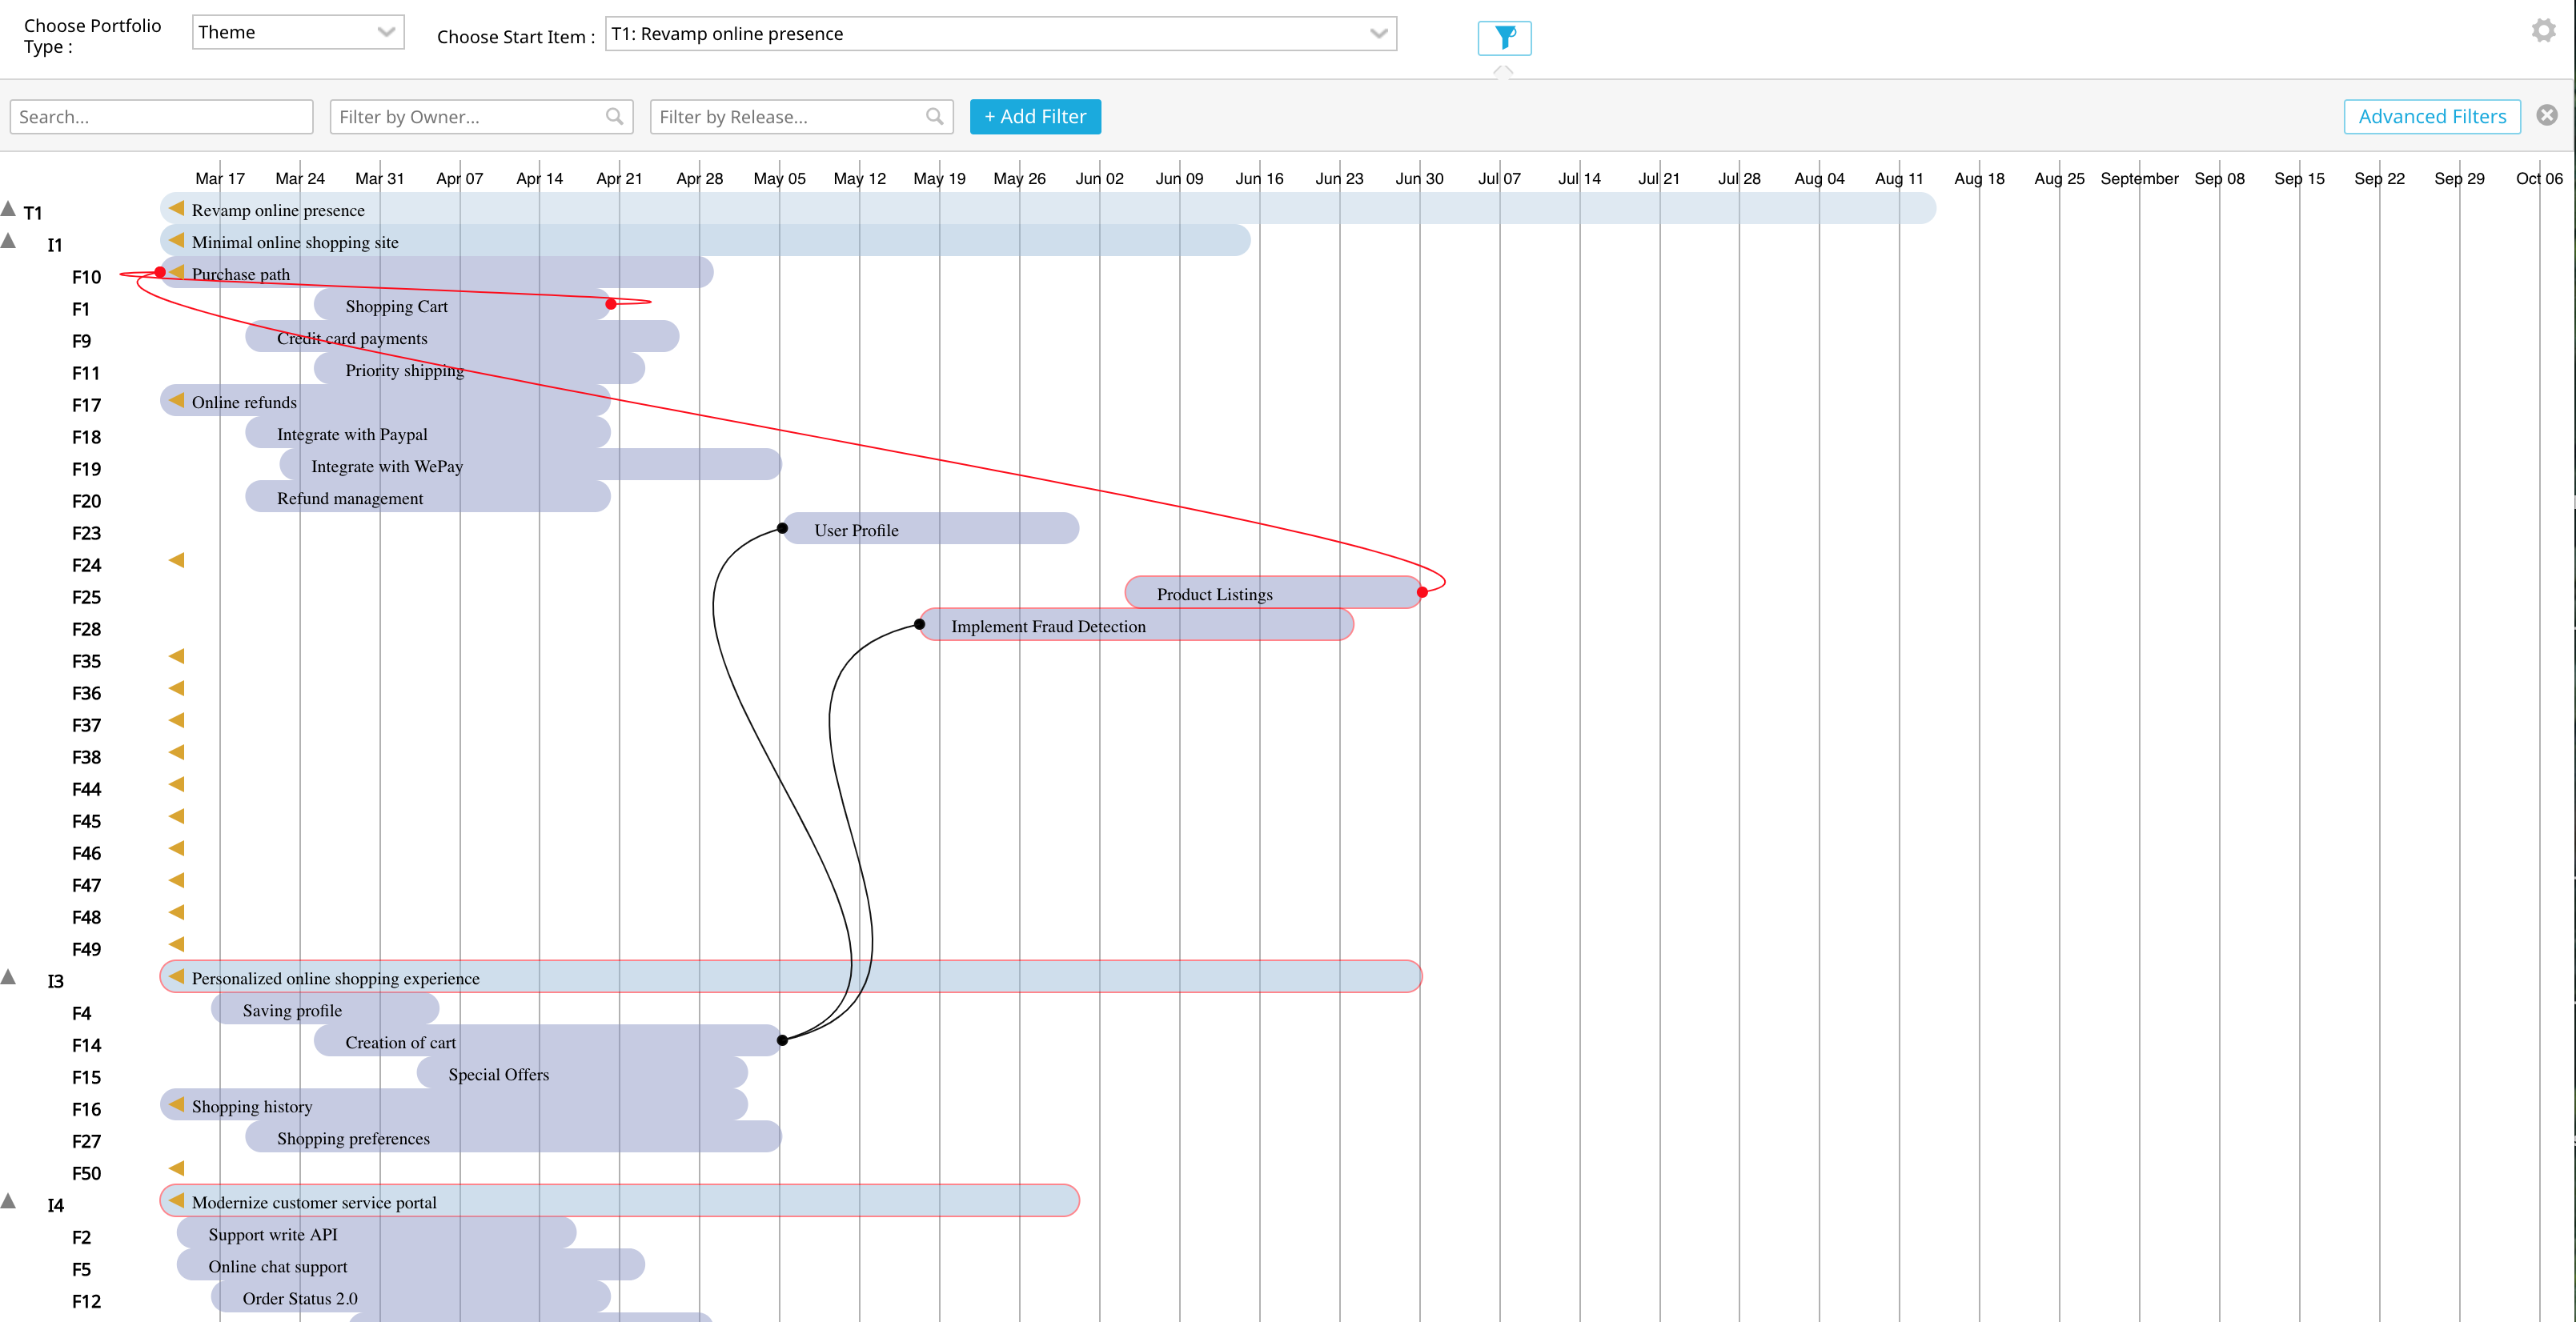 Choose Portfolio
Type :
Theme
Choose Start Item :
T1: Revamp online presence
Search...
Filter by Owner...
Filter by Release...
+ Add Filter
Advanced Filters
Mar 17 Mar 24 Mar 31 Apr 07 Apr 14 Apr 21 Apr 28 May 05 May 12 May 19 May 26 Jun 02 Jun 09 Jun 16 Jun 23 Jun 30 Jul 07 Jul 14 Jul 21 Jul 28 Aug 04 Aug 11 Aug 18 Aug 25 September Sep 08 Sep 15 Sep 22 Sep 29 Oct 06
T1 Revamp online presence
I1 Minimal online shopping site
F10 Purchase path
F1 Shopping Cart
F9 Credit card payments
F11 Priority shipping
F17 Online refunds
F18 Integrate with Paypal
F19 Integrate with WePay
F20 Refund management
F23 User Profile
F24
F25 Product Listings
F28 Implement Fraud Detection
F35
F36
F37
F38
F44
F45
F46
F47
F48
F49
I3 Personalized online shopping experience
F4 Saving profile
F14 Creation of cart
F15 Special Offers
F16 Shopping history
F27 Shopping preferences
F50
I4 Modernize customer service portal
F2 Support write API
F5 Online chat support
F12 Order Status 2.0